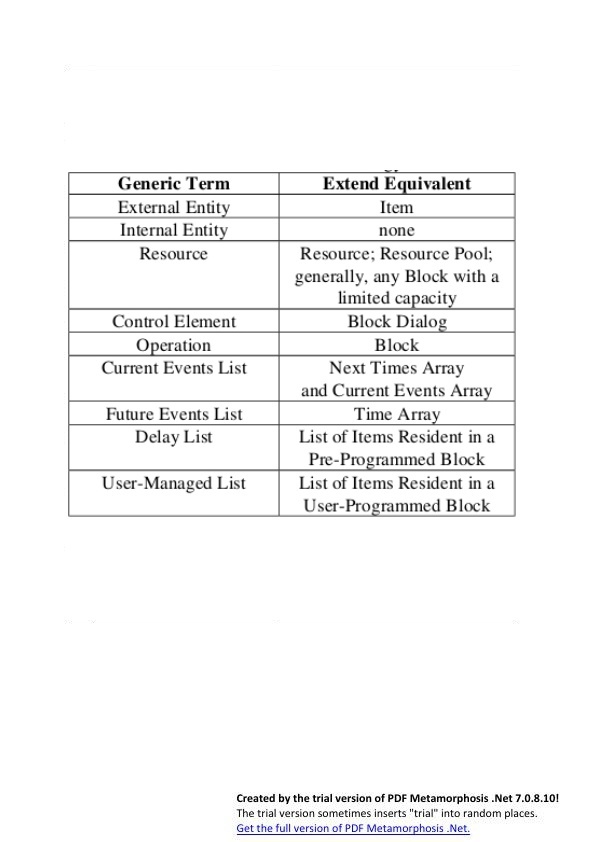 Generic Term Extend Equivalent
External Entity Item
Internal Entity none
Resource Resource; Resource Pool;
generally, any Block with a
limited capacity
Control Element Block Dialog
Operation Block
Current Events List Next Times Array
and Current Events Array
Future Events List Time Array
Delay List List of Items Resident in a
Pre-Programmed Block
User-Managed List List of Items Resident in a
User-Programmed Block
Created by the trial version of PDF Metamorphosis .Net 7.0.8.10!
The trial version sometimes inserts "trial" into random places.
Get the full version of PDF Metamorphosis .Net.